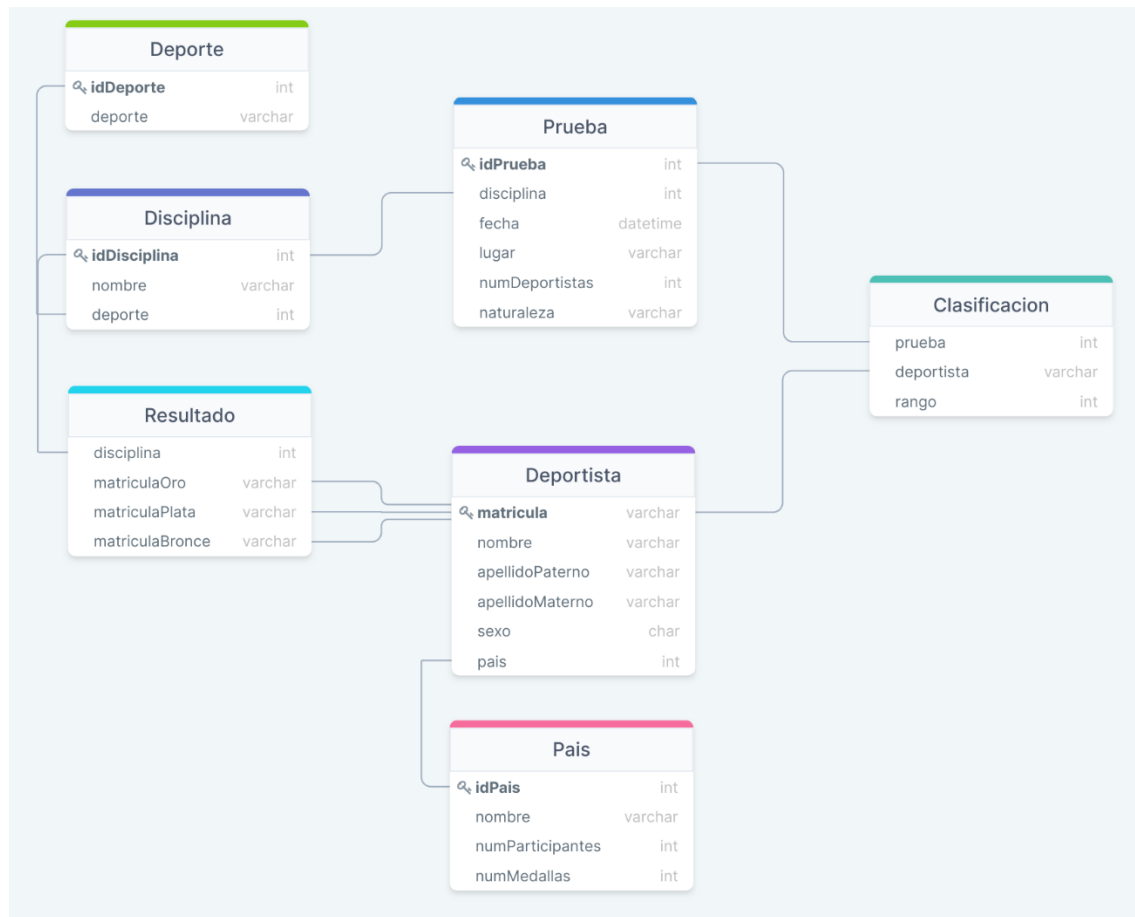 Deporte
idDeporte int
deporte varchar
Disciplina
idDisciplina int
nombre varchar
deporte int
Resultado
disciplina int
matriculaOro varchar
matriculaPlata varchar
matriculaBronce varchar
Prueba
idPrueba int
disciplina int
fecha datetime
lugar varchar
numDeportistas int
naturaleza varchar
Deportista
matricula varchar
nombre varchar
apellidoPaterno varchar
apellidoMaterno varchar
sexo char
pais int
Pais
idPais int
nombre varchar
numParticipantes int
numMedallas int
Clasificacion
prueba int
deportista varchar
rango int